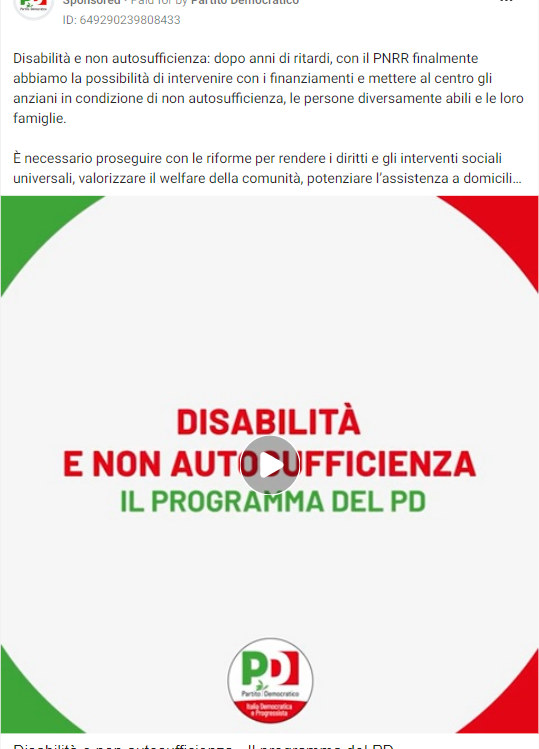 Sponsored • Paid for by Partito Democratico
ID: 649290239808433
Disabilità e non autosufficienza: dopo anni di ritardi, con il PNRR finalmente
abbiamo la possibilità di intervenire con i finanziamenti e mettere al centro gli
anziani in condizione di non autosufficienza, le persone diversamente abili e le loro
famiglie.
È necessario proseguire con le riforme per rendere i diritti e gli interventi sociali
universali, valorizzare il welfare della comunità, potenziare l'assistenza a domicili...
DISABILITÀ
E NON AUTOSUFFICIENZA
IL PROGRAMMA DEL PD
PD
Partito Democratico
Italia Democratica
e Progressista
Disabilità e non autosufficienza - Il programma del PD